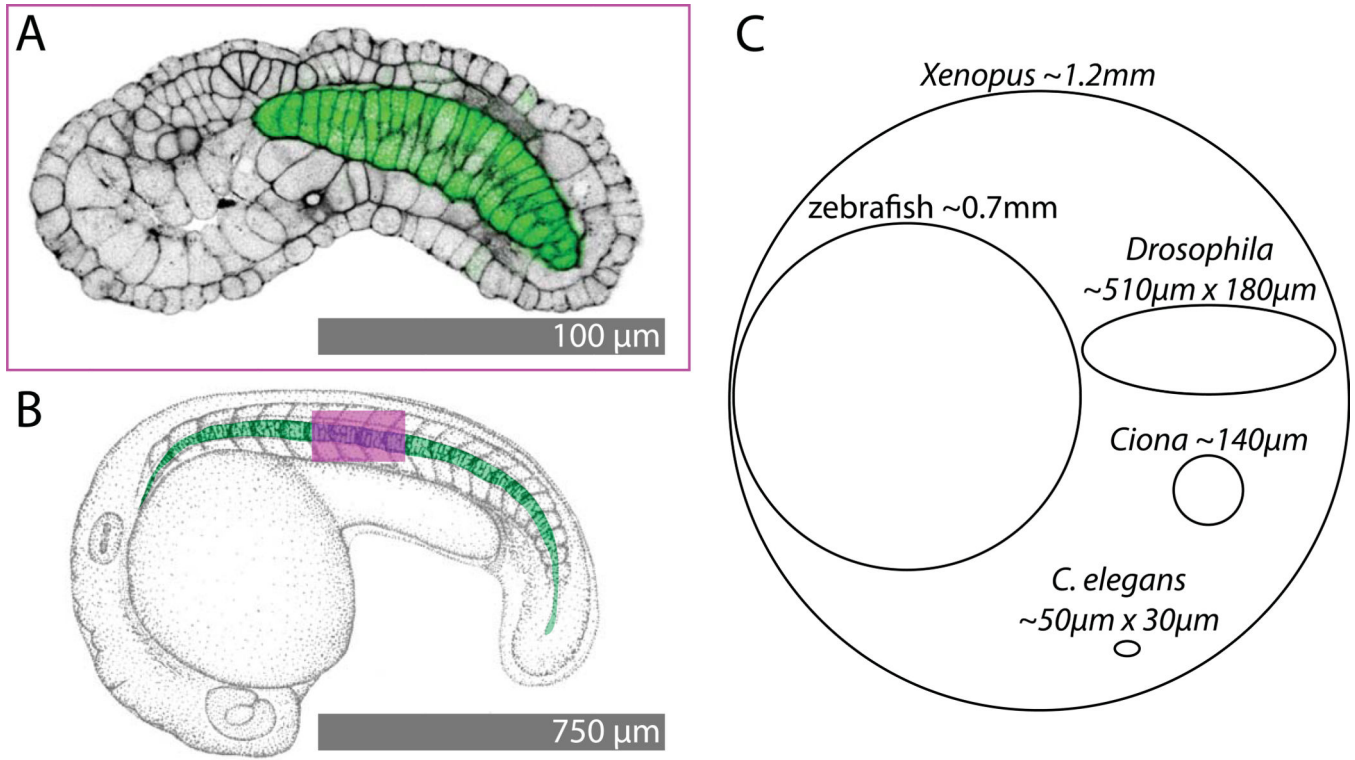 A
100 µm
B
750 µm
C
Xenopus ~1.2mm
zebrafish ~0.7mm
Drosophila
~510µm x 180µm
Ciona ~140µm
C. elegans
~50µm x 30µm